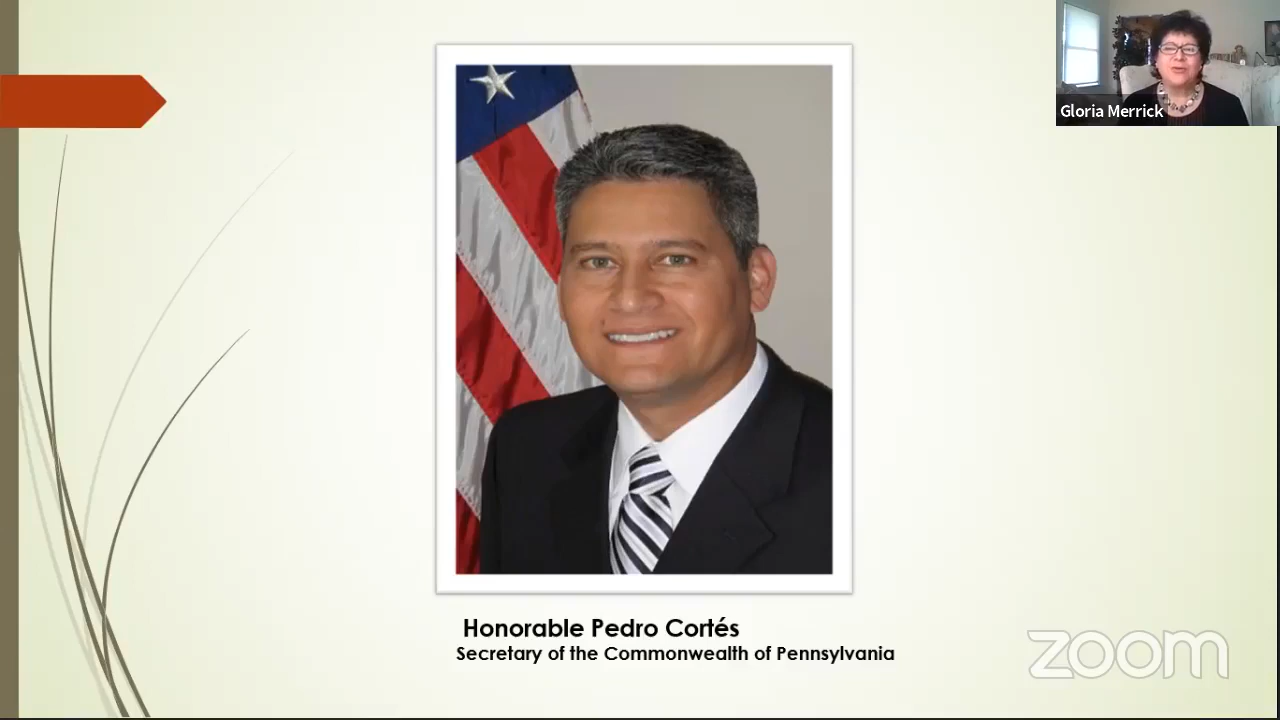 Gloria Merrick
Honorable Pedro Cortés
Secretary of the Commonwealth of Pennsylvania
zoom